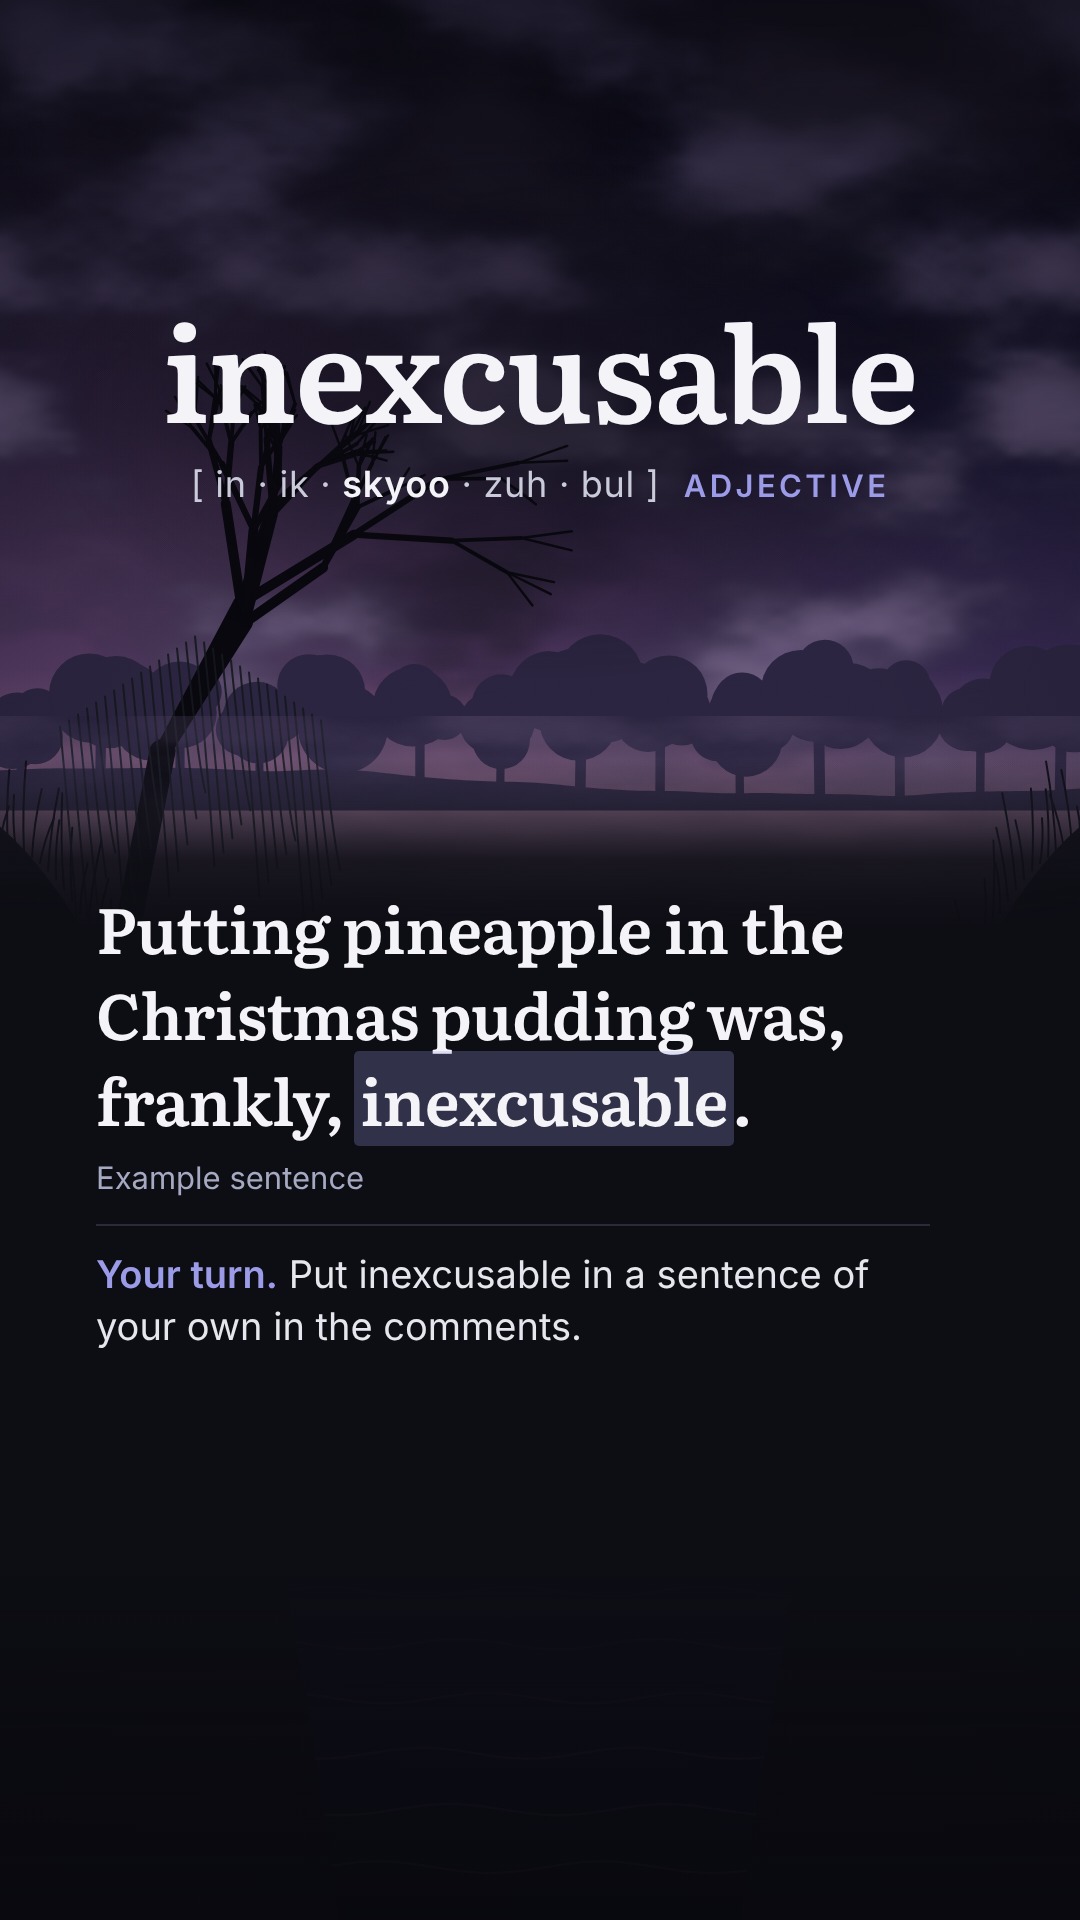 inexcusable
[ in · ik · skyoo · zuh · bul ] ADJECTIVE
Putting pineapple in the
Christmas pudding was,
frankly, inexcusable.
Example sentence
Your turn. Put inexcusable in a sentence of
your own in the comments.